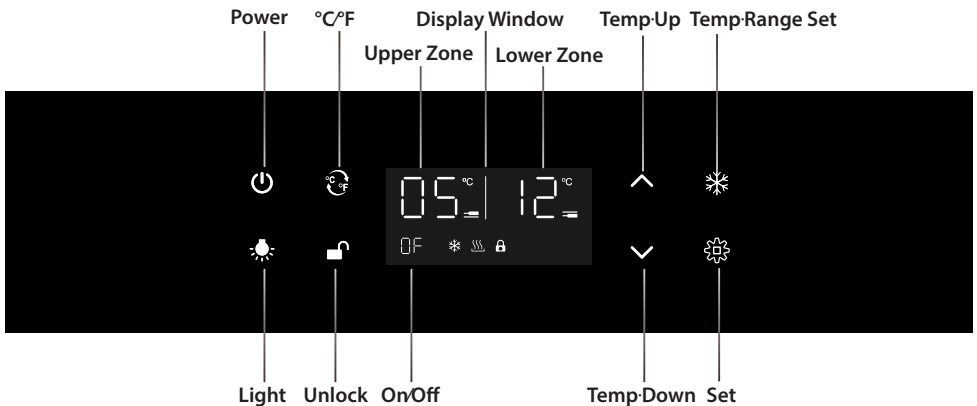 Power °C/°F Display Window Temp·Up Temp·Range Set
Upper Zone Lower Zone
°C °F
05 °C 12 °C
0F
Light Unlock On/Off Temp·Down Set